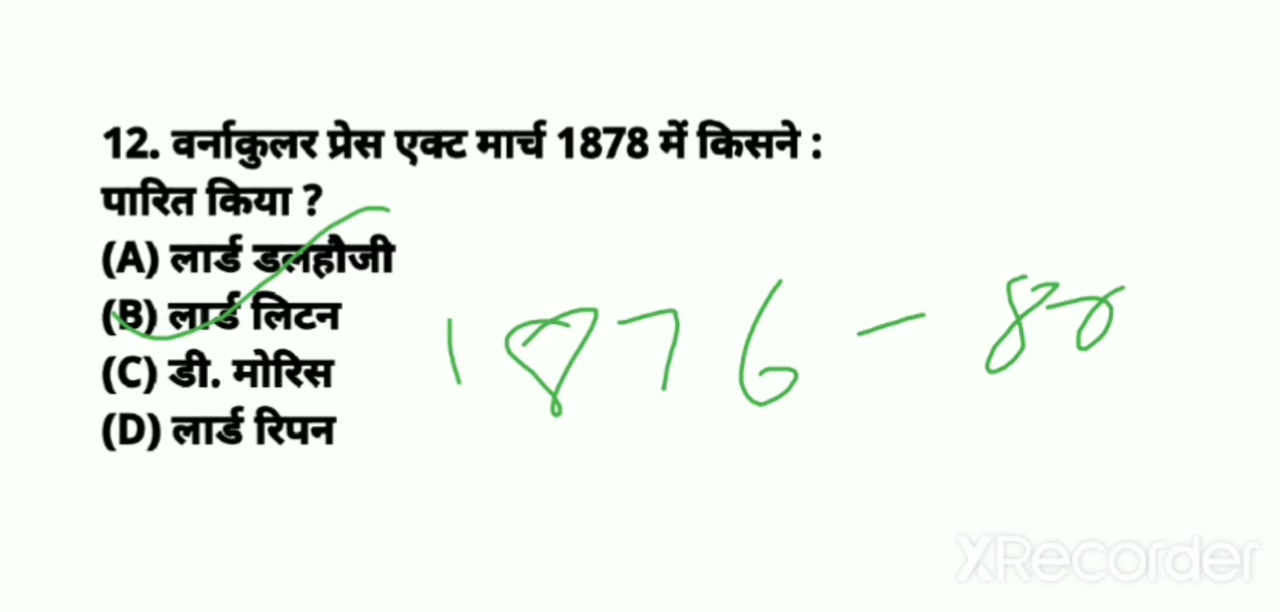 12. वर्नाकुलर प्रेस एक्ट मार्च 1878 में किसने :
पारित किया ?
(A) लार्ड डलहौजी
(B) लार्ड लिटन
(C) डी. मोरिस
(D) लार्ड रिपन
1876 - 80
XRecorder